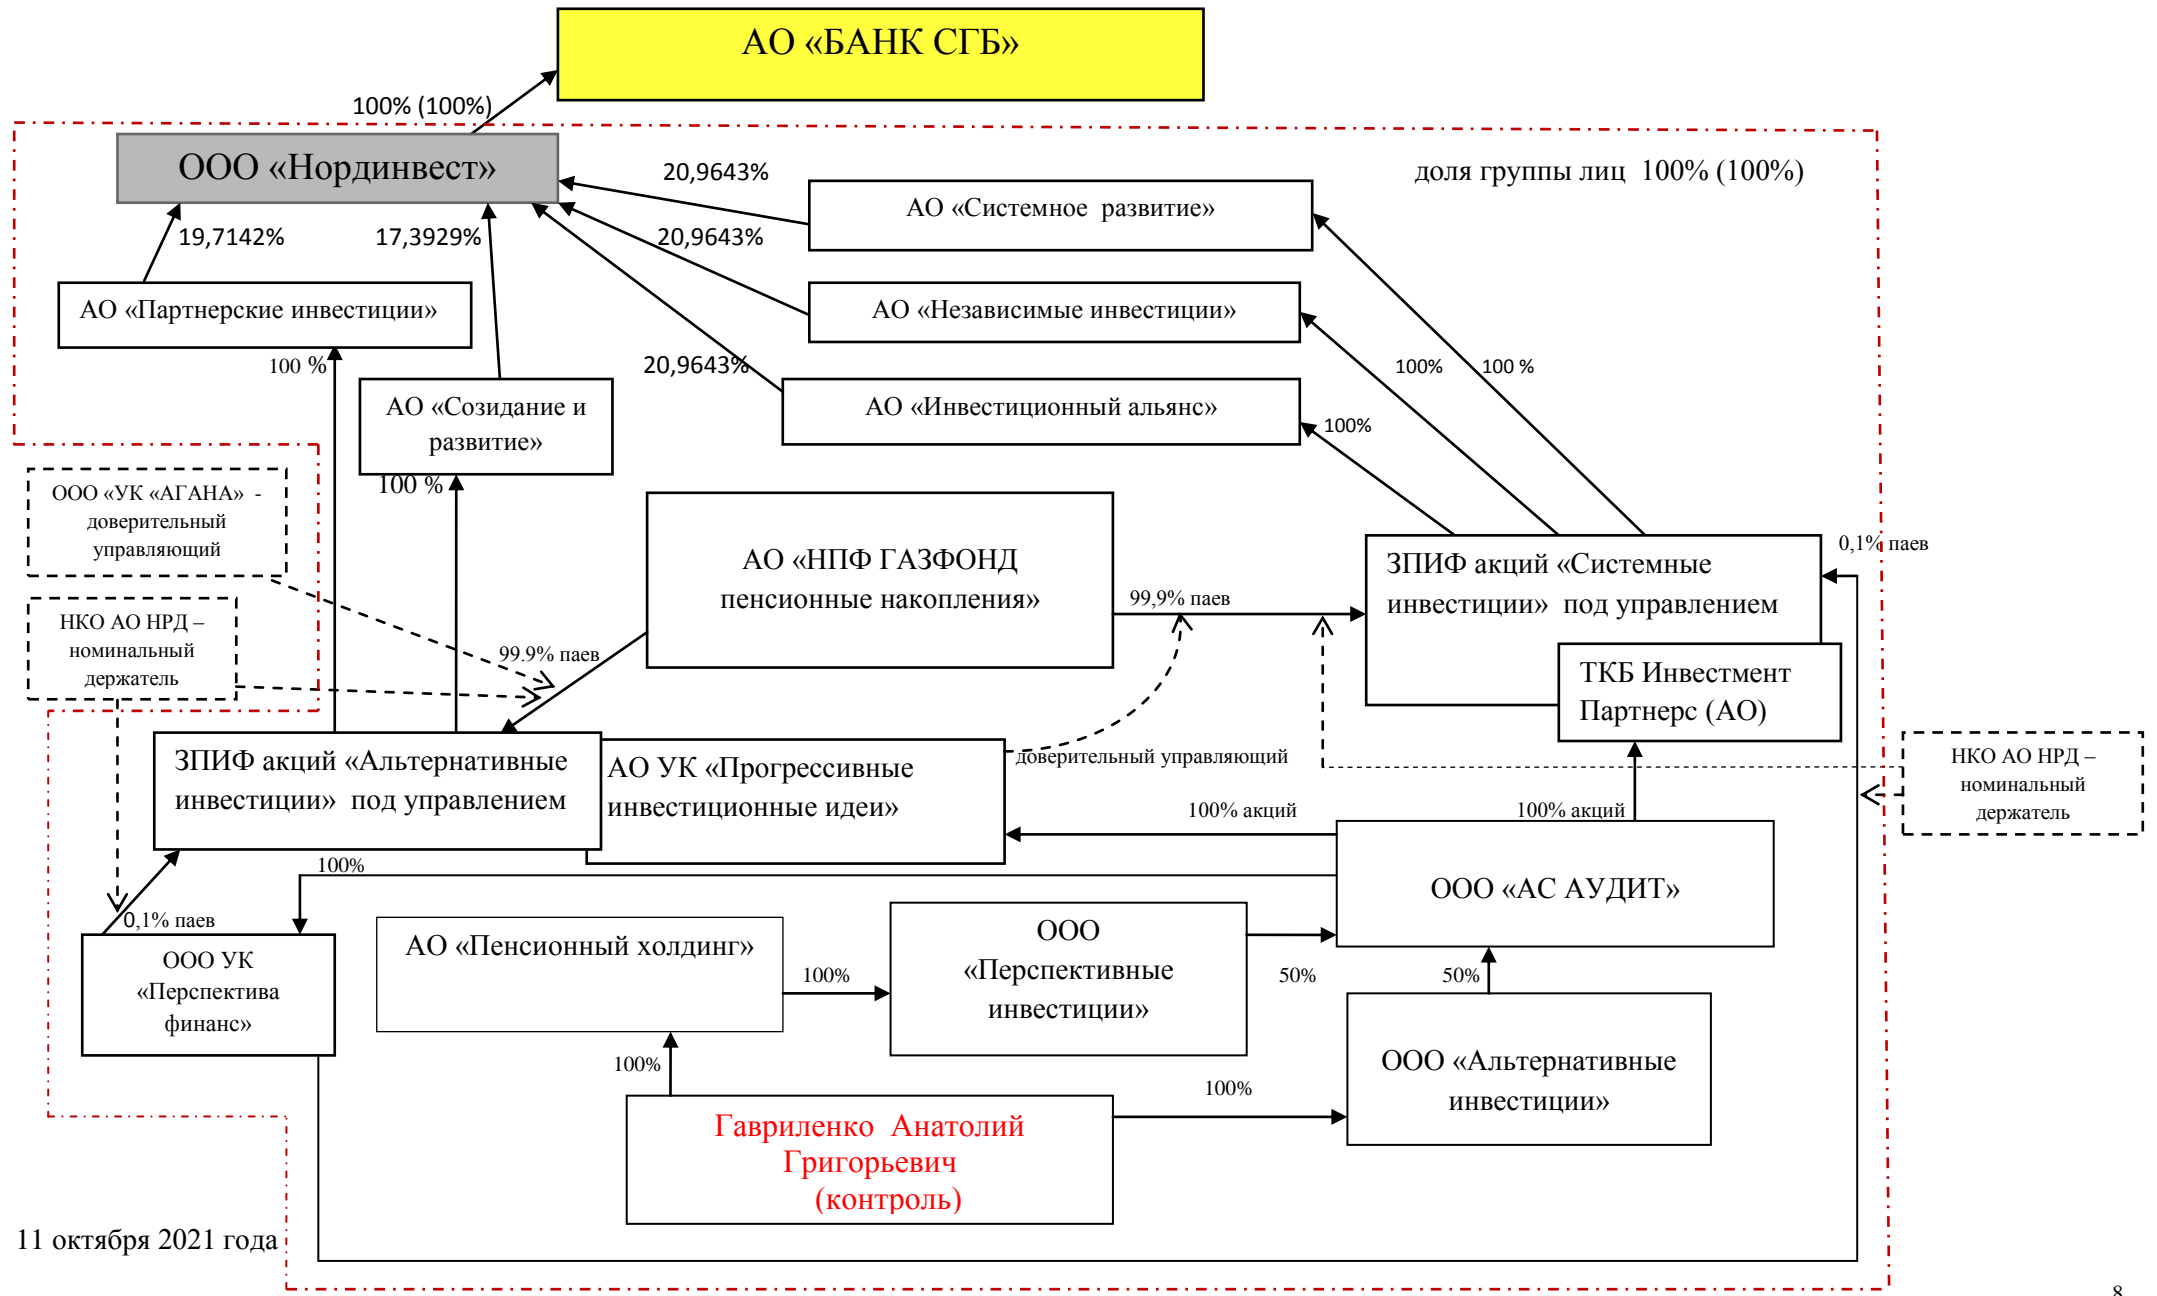 АО «БАНК СГБ»
100% (100%)
ООО «Нординвест»
доля группы лиц 100% (100%)
20,9643%
АО «Системное развитие»
19,7142%
17,3929%
20,9643%
АО «Партнерские инвестиции»
АО «Независимые инвестиции»
100 %
20,9643%
100%
100 %
АО «Созидание и
развитие»
АО «Инвестиционный альянс»
100%
100 %
ООО «УК «АГАНА» -
доверительный
управляющий
АО «НПФ ГАЗФОНД
пенсионные накопления»
99,9% паев
ЗПИФ акций «Системные
инвестиции» под управлением
0,1% паев
НКО АО НРД –
номинальный
держатель
99.9% паев
ТКБ Инвестмент
Партнерс (АО)
ЗПИФ акций «Альтернативные
инвестиции» под управлением
АО УК «Прогрессивные
инвестиционные идеи»
доверительный управляющий
НКО АО НРД –
номинальный
держатель
100% акций
100% акций
100%
ООО «АС АУДИТ»
0,1% паев
ООО УК
«Перспектива
финанс»
АО «Пенсионный холдинг»
100%
ООО
«Перспективные
инвестиции»
50%
50%
100%
100%
ООО «Альтернативные
инвестиции»
Гавриленко Анатолий
Григорьевич
(контроль)
11 октября 2021 года
8